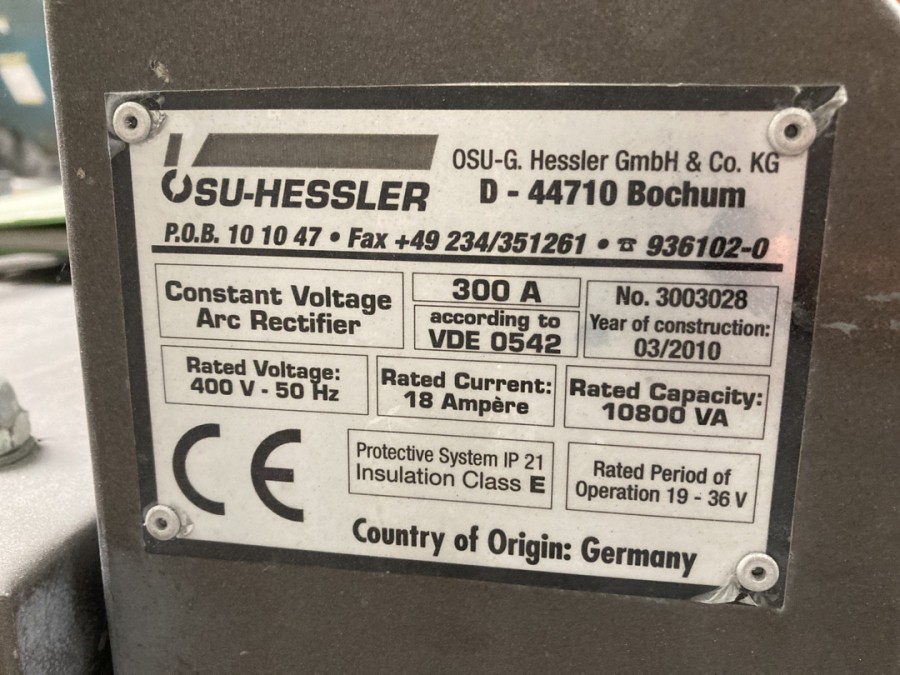 OSU-HESSLER
OSU-G. Hessler GmbH & Co. KG
D - 44710 Bochum
P.O.B. 10 10 47 • Fax +49 234/351261 • ☎ 936102-0
Constant Voltage
Arc Rectifier
300 A
according to
VDE 0542
No. 3003028
Year of construction:
03/2010
Rated Voltage:
400 V - 50 Hz
Rated Current:
18 Ampère
Rated Capacity:
10800 VA
CE
Protective System IP 21
Insulation Class E
Rated Period of
Operation 19 - 36 V
Country of Origin: Germany